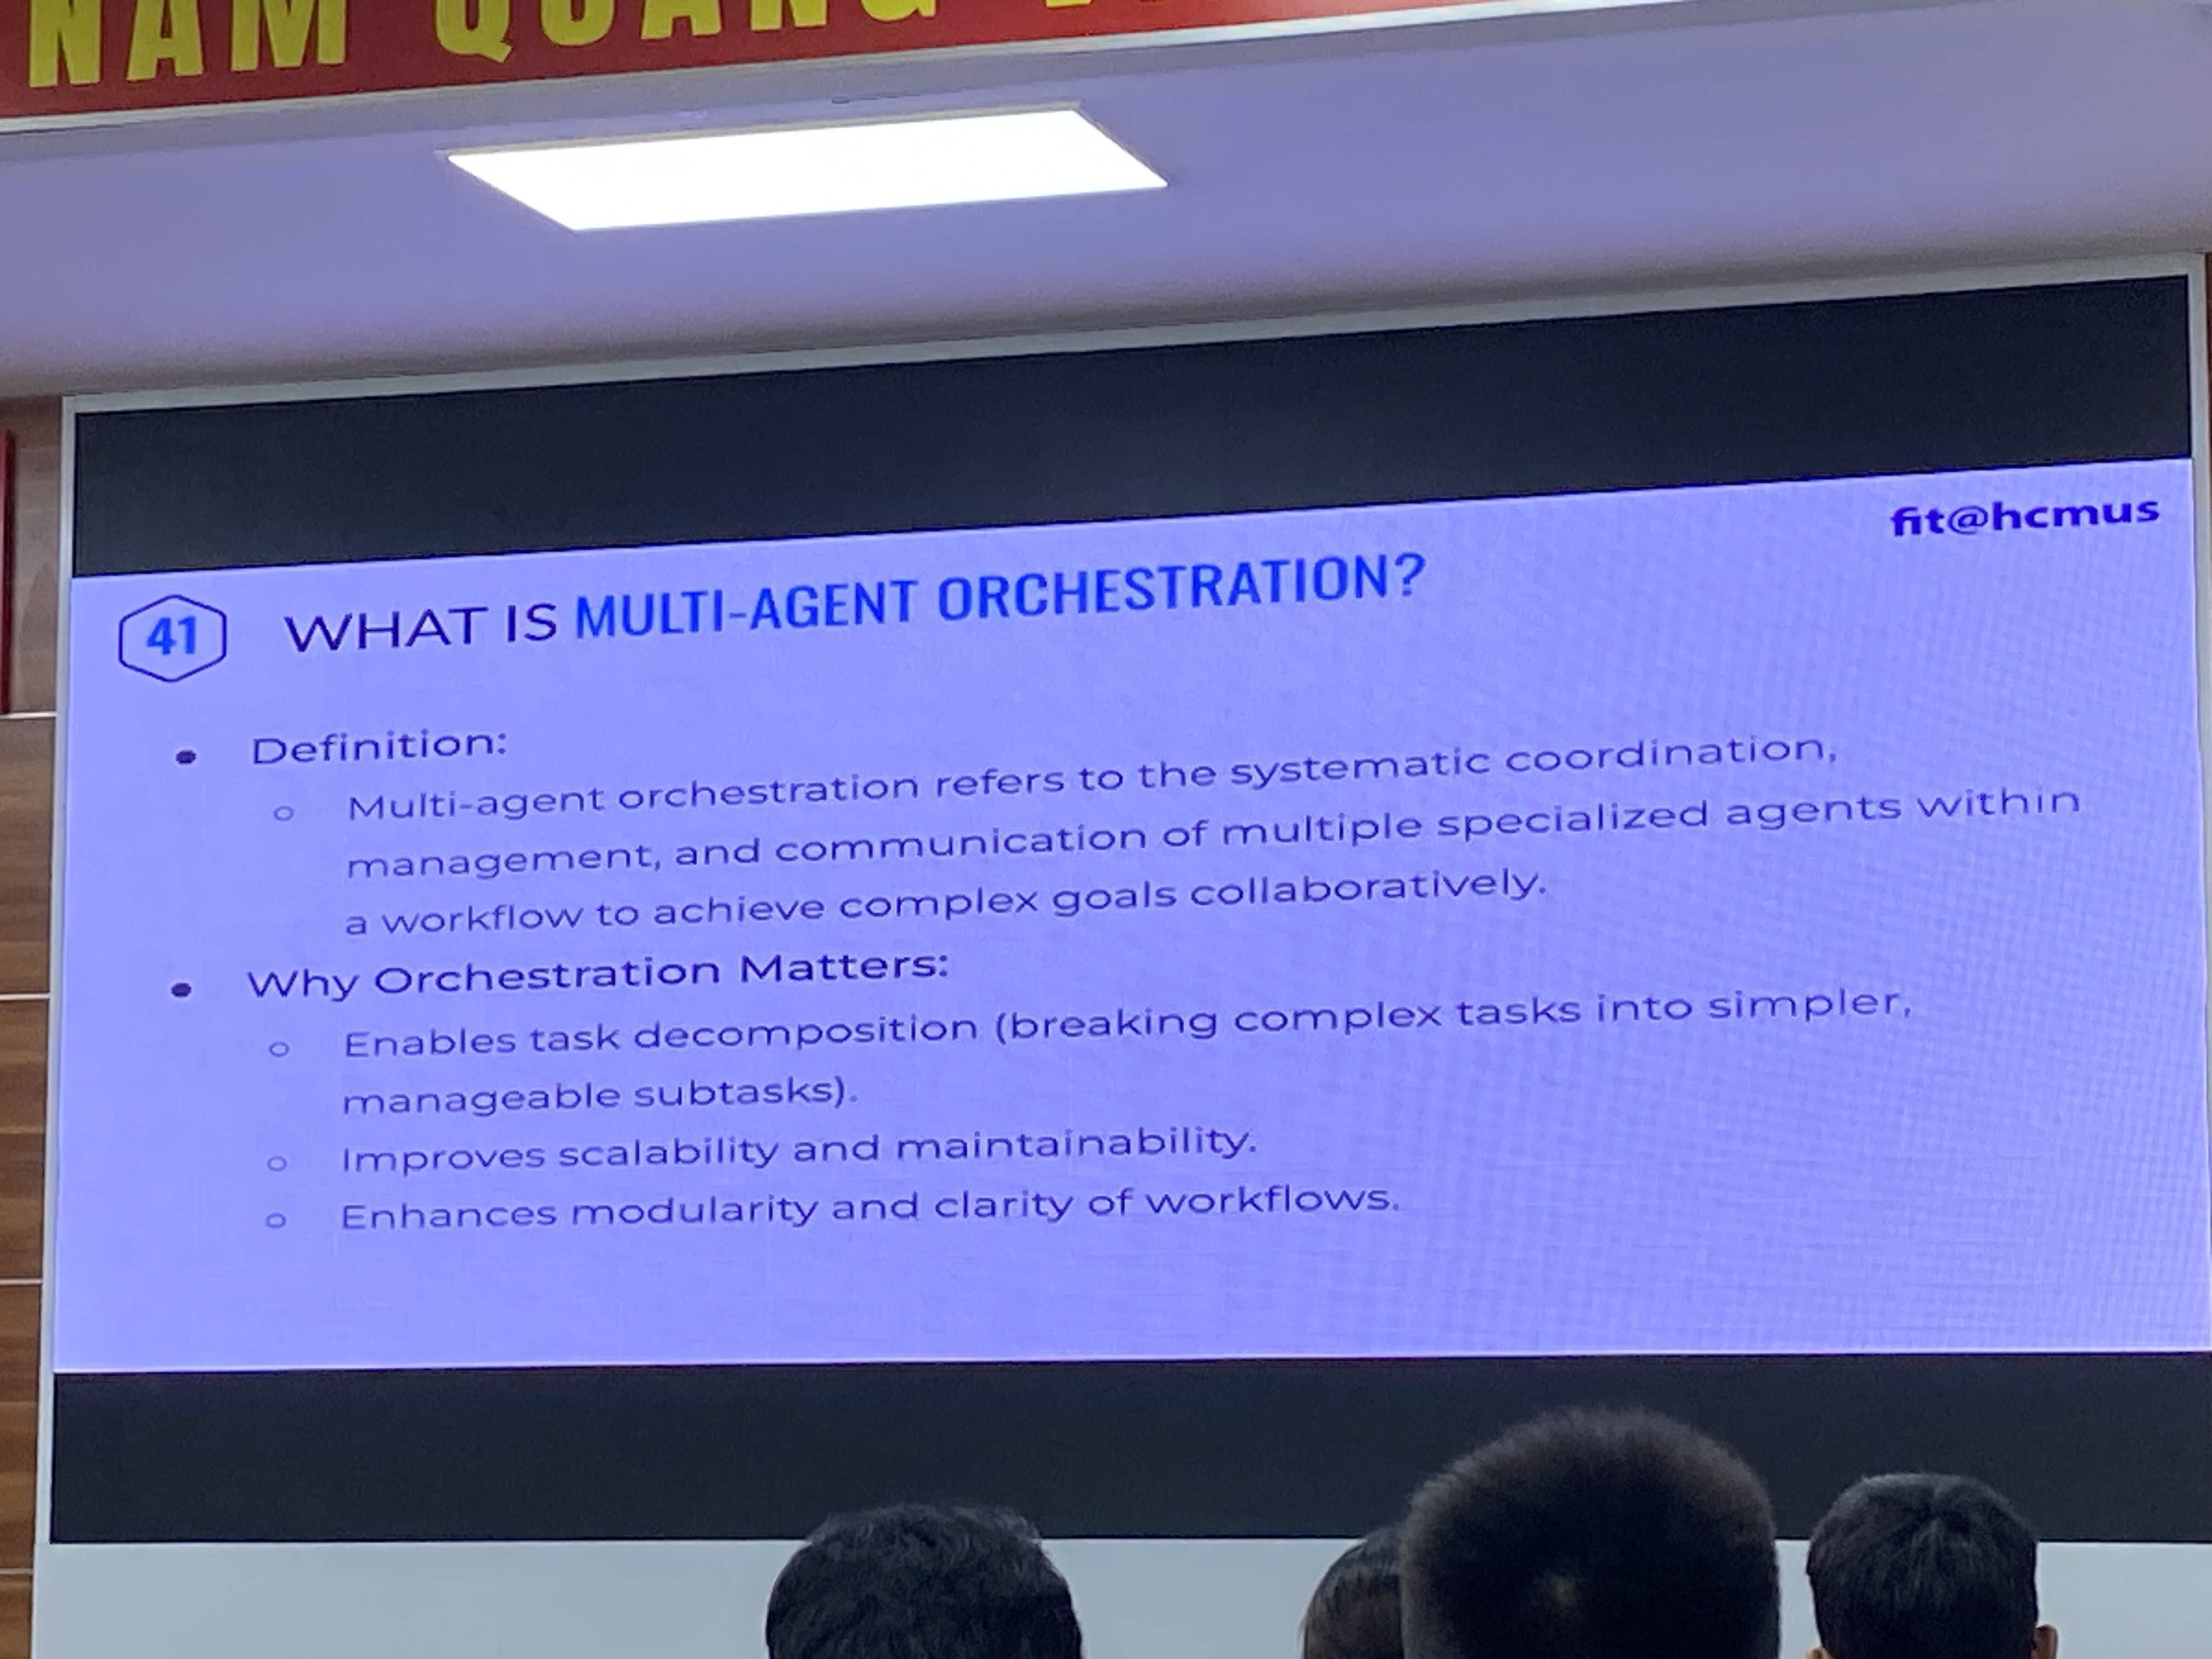 NAM QUANG
fit@hcmus
41 WHAT IS MULTI-AGENT ORCHESTRATION?
• Definition:
○ Multi-agent orchestration refers to the systematic coordination,
management, and communication of multiple specialized agents within
a workflow to achieve complex goals collaboratively.
• Why Orchestration Matters:
○ Enables task decomposition (breaking complex tasks into simpler,
manageable subtasks).
○ Improves scalability and maintainability.
○ Enhances modularity and clarity of workflows.